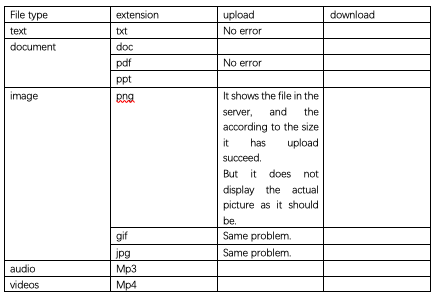 File type extension upload download
text txt No error
document doc
pdf No error
ppt
image png It shows the file in the
server, and the
according to the size
it has upload
succeed.
But it does not
display the actual
picture as it should
be.
gif Same problem.
jpg Same problem.
audio Mp3
videos Mp4